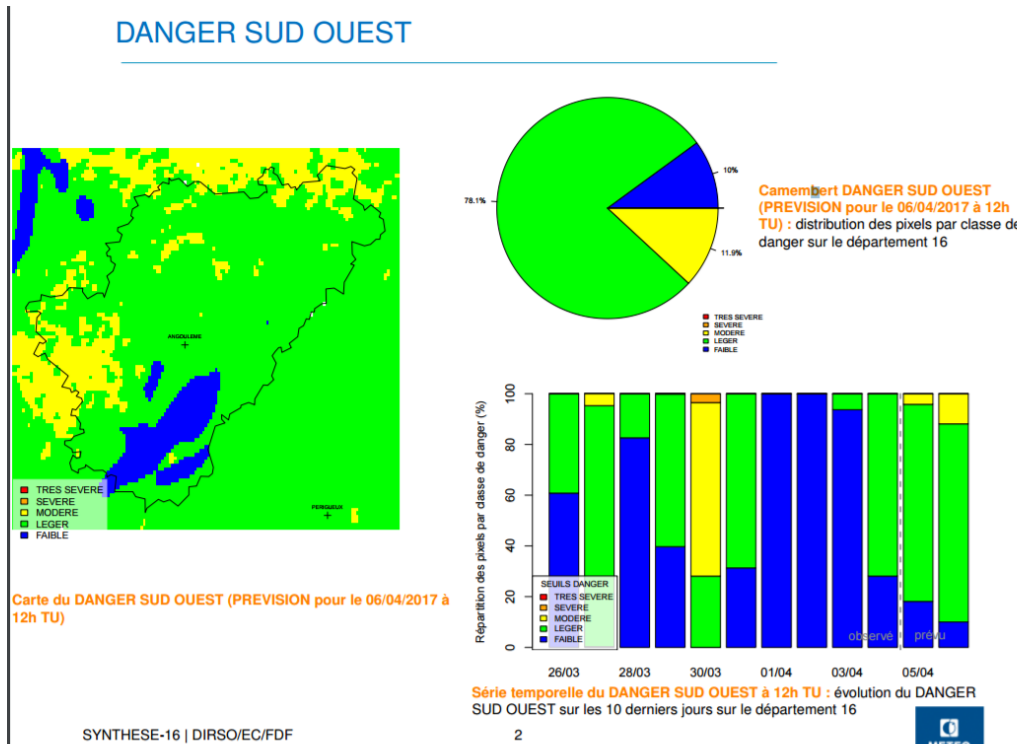 DANGER SUD OUEST
ANGOULEME
PERIGUEUX
TRES SEVERE
SEVERE
MODERE
LEGER
FAIBLE
Carte du DANGER SUD OUEST (PREVISION pour le 06/04/2017 à
12h TU)
78.1%
10%
11.9%
TRES SEVERE
SEVERE
MODERE
LEGER
FAIBLE
Camembert DANGER SUD OUEST
(PREVISION pour le 06/04/2017 à 12h
TU) : distribution des pixels par classe de
danger sur le département 16
Répartition des pixels par classe de danger (%)
100
80
60
40
20
0
SEUILS DANGER
TRES SEVERE
SEVERE
MODERE
LEGER
FAIBLE
observé
prévu
26/03 28/03 30/03 01/04 03/04 05/04
Série temporelle du DANGER SUD OUEST à 12h TU : évolution du DANGER
SUD OUEST sur les 10 derniers jours sur le département 16
SYNTHESE-16 | DIRSO/EC/FDF
2
METEO